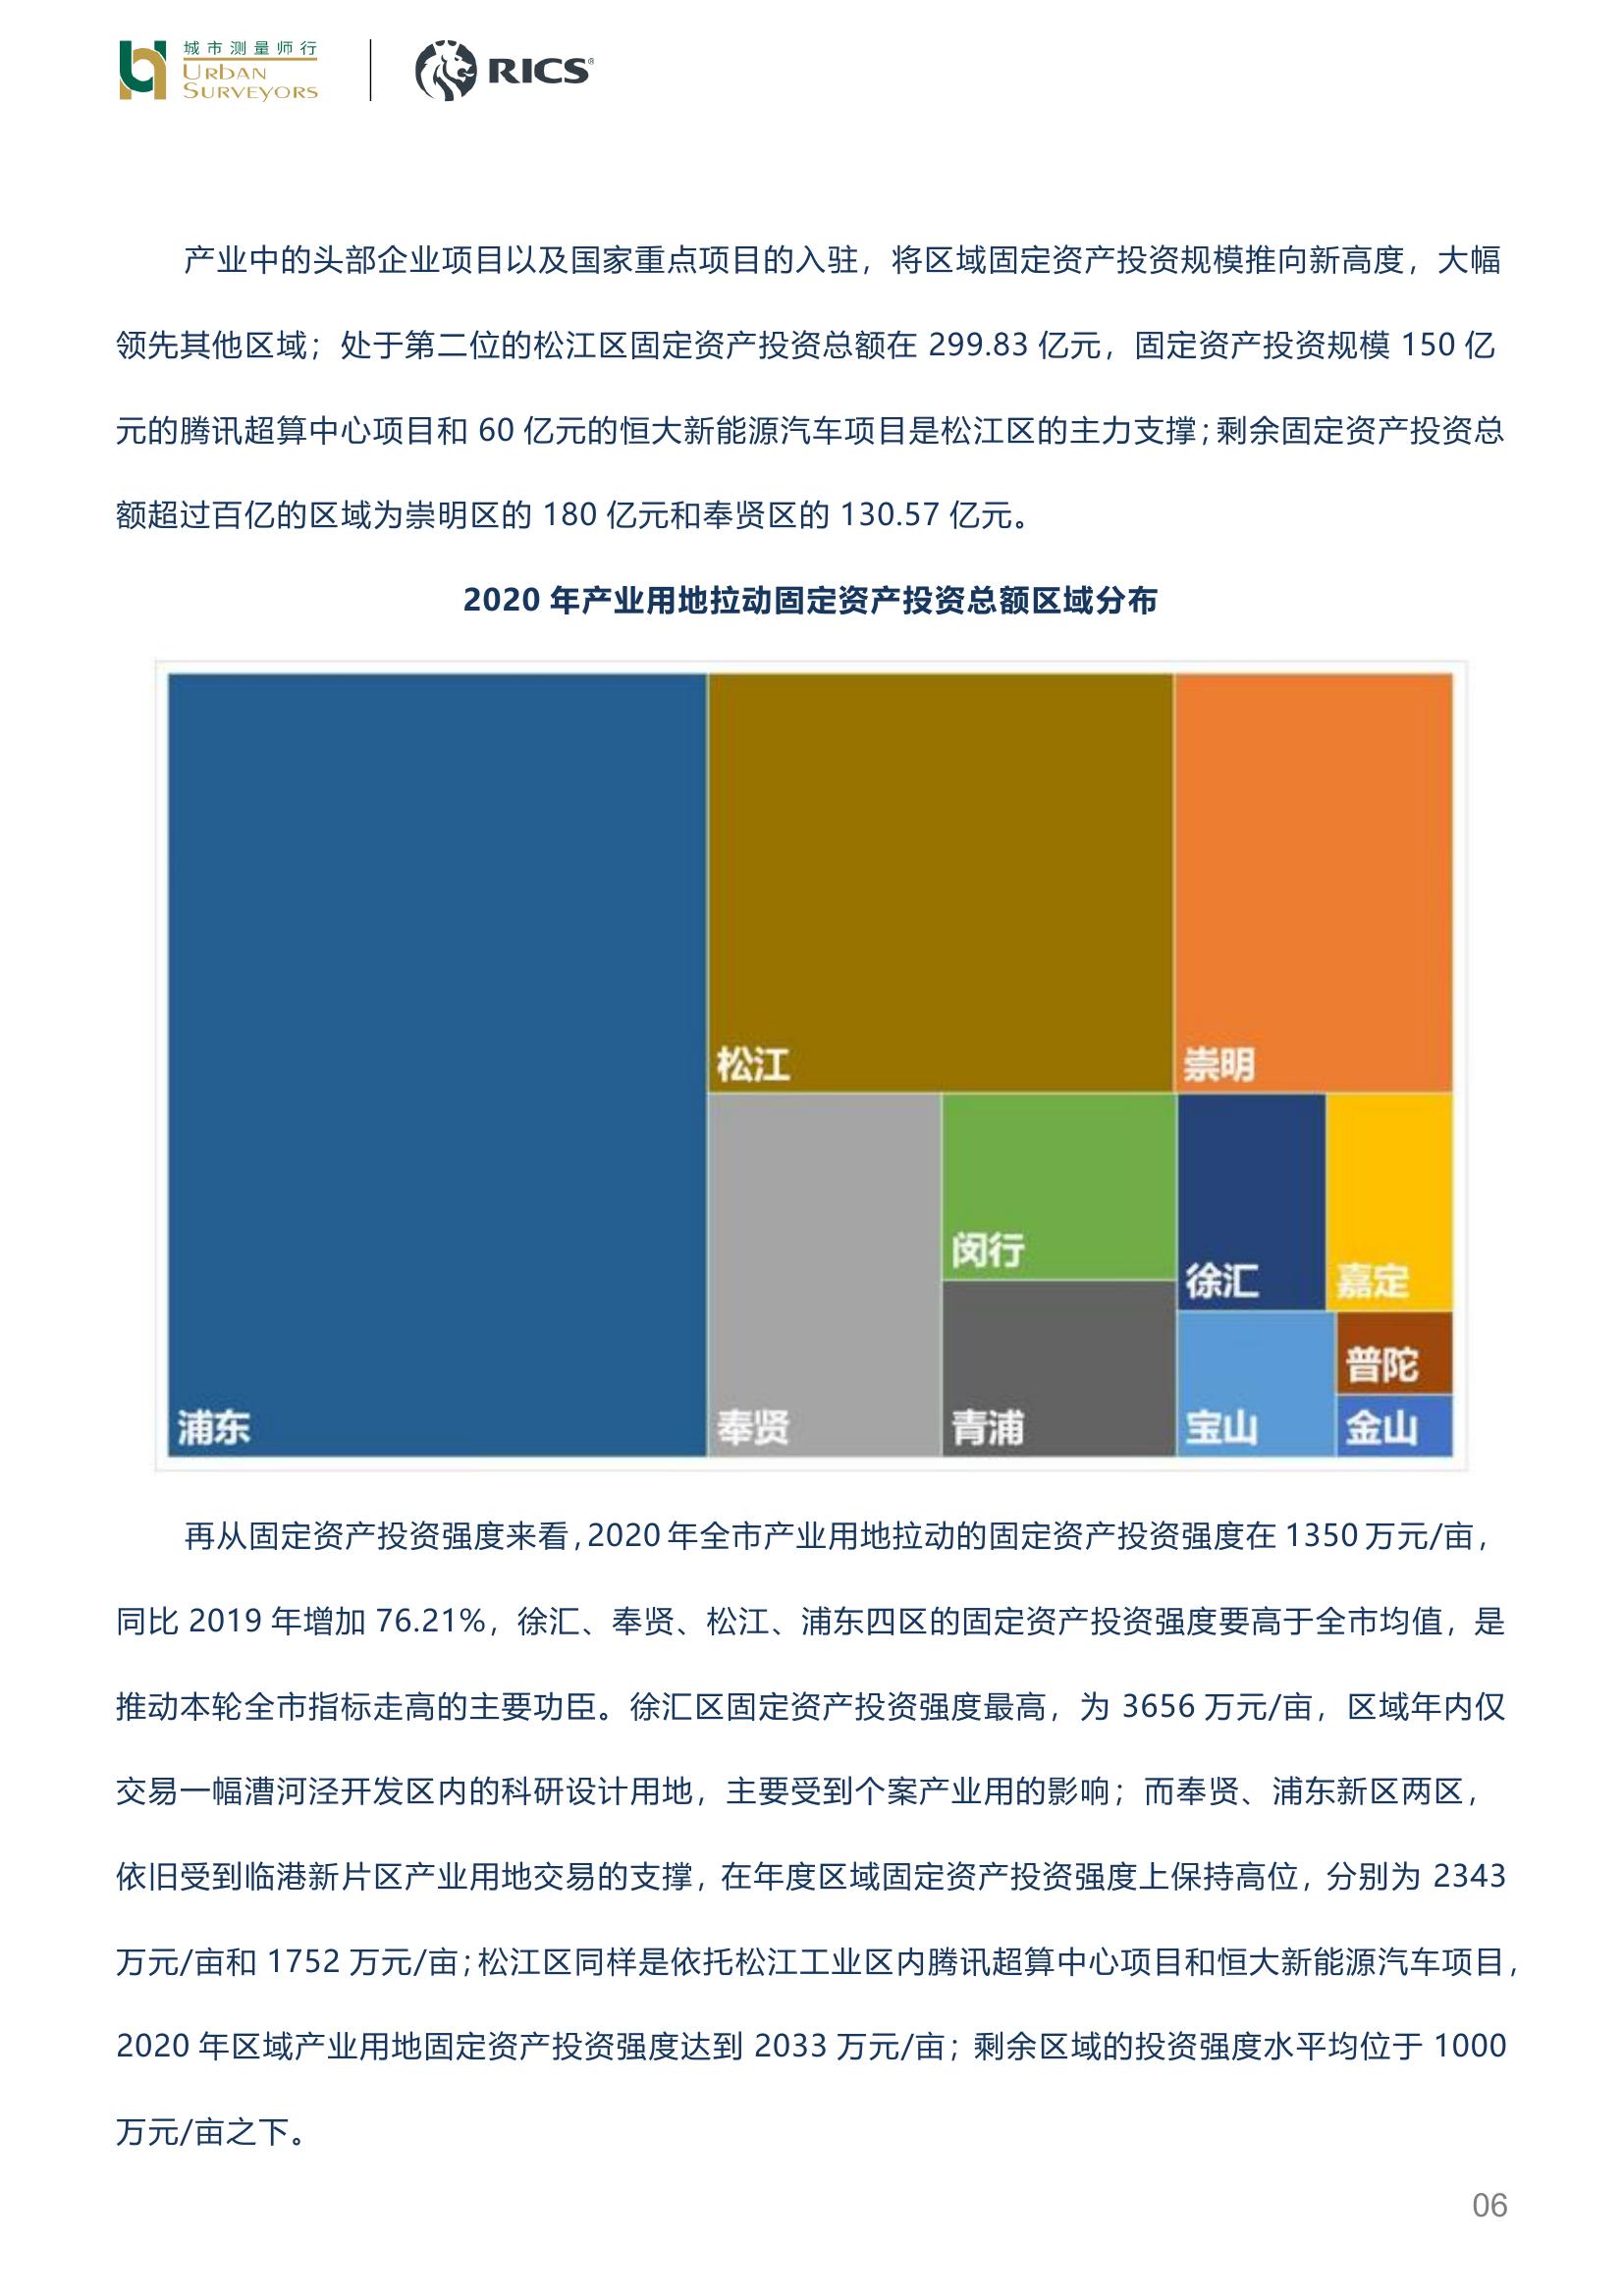 城市测量师行
URBAN
SURVEYORS
RICS®
产业中的头部企业项目以及国家重点项目的入驻，将区域固定资产投资规模推向新高度，大幅
领先其他区域；处于第二位的松江区固定资产投资总额在 299.83 亿元，固定资产投资规模 150 亿
元的腾讯超算中心项目和 60 亿元的恒大新能源汽车项目是松江区的主力支撑；剩余固定资产投资总
额超过百亿的区域为崇明区的 180 亿元和奉贤区的 130.57 亿元。
2020 年产业用地拉动固定资产投资总额区域分布
松江
崇明
闵行
徐汇
嘉定
普陀
浦东
奉贤
青浦
宝山
金山
再从固定资产投资强度来看，2020 年全市产业用地拉动的固定资产投资强度在 1350 万元/亩，
同比 2019 年增加 76.21%，徐汇、奉贤、松江、浦东四区的固定资产投资强度要高于全市均值，是
推动本轮全市指标走高的主要功臣。徐汇区固定资产投资强度最高，为 3656 万元/亩，区域年内仅
交易一幅漕河泾开发区内的科研设计用地，主要受到个案产业用的影响；而奉贤、浦东新区两区，
依旧受到临港新片区产业用地交易的支撑，在年度区域固定资产投资强度上保持高位，分别为 2343
万元/亩和 1752 万元/亩；松江区同样是依托松江工业区内腾讯超算中心项目和恒大新能源汽车项目，
2020 年区域产业用地固定资产投资强度达到 2033 万元/亩；剩余区域的投资强度水平均位于 1000
万元/亩之下。
06